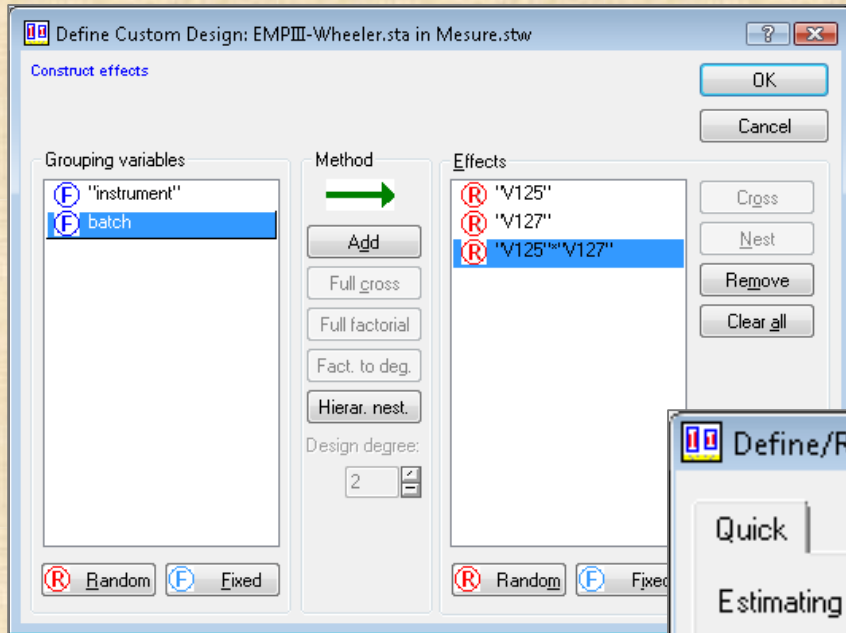 Define Custom Design: EMPIII-Wheeler.sta in Mesure.stw
Construct effects
OK
Cancel
Grouping variables
"instrument"
batch
Method
Add
Full cross
Full factorial
Fact. to deg.
Hierar. nest.
Design degree:
2
Effects
"V125"
"V127"
"V125"*"V127"
Cross
Nest
Remove
Clear all
Random
Fixed
Random
Fixed
Define/R
Quick
Estimating